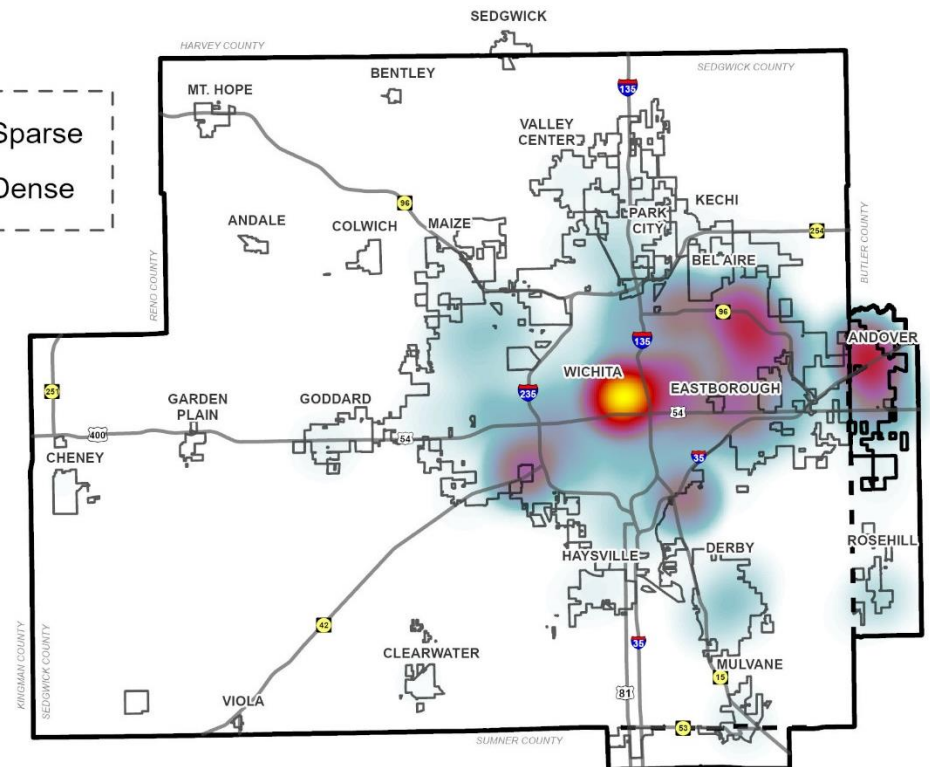 SEDGWICK
HARVEY COUNTY
SEDGWICK COUNTY
BENTLEY
MT. HOPE
135
Sparse
Dense
VALLEY
CENTER
96
KECHI
PARK
CITY
ANDALE
COLWICH
MAIZE
254
BEL AIRE
BUTLER COUNTY
RENO COUNTY
96
135
ANDOVER
WICHITA
EASTBOROUGH
235
251
GARDEN
PLAIN
GODDARD
54
400
54
CHENEY
35
HAYSVILLE
DERBY
ROSEHILL
42
35
KINGMAN COUNTY
SEDGWICK COUNTY
CLEARWATER
MULVANE
15
81
VIOLA
53
SUMNER COUNTY